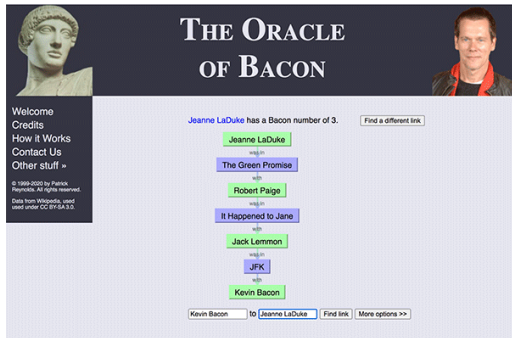 THE ORACLE
OF BACON
Welcome
Credits
How it Works
Contact Us
Other stuff »
© 1999-2020 by Patrick
Reynolds. All rights reserved.
Data from Wikipedia, used
used under CC BY-SA 3.0.
Jeanne LaDuke has a Bacon number of 3.
Find a different link
Jeanne LaDuke
was in
The Green Promise
with
Robert Paige
was in
It Happened to Jane
with
Jack Lemmon
was in
JFK
with
Kevin Bacon
Kevin Bacon to Jeanne LaDuke Find link More options >>